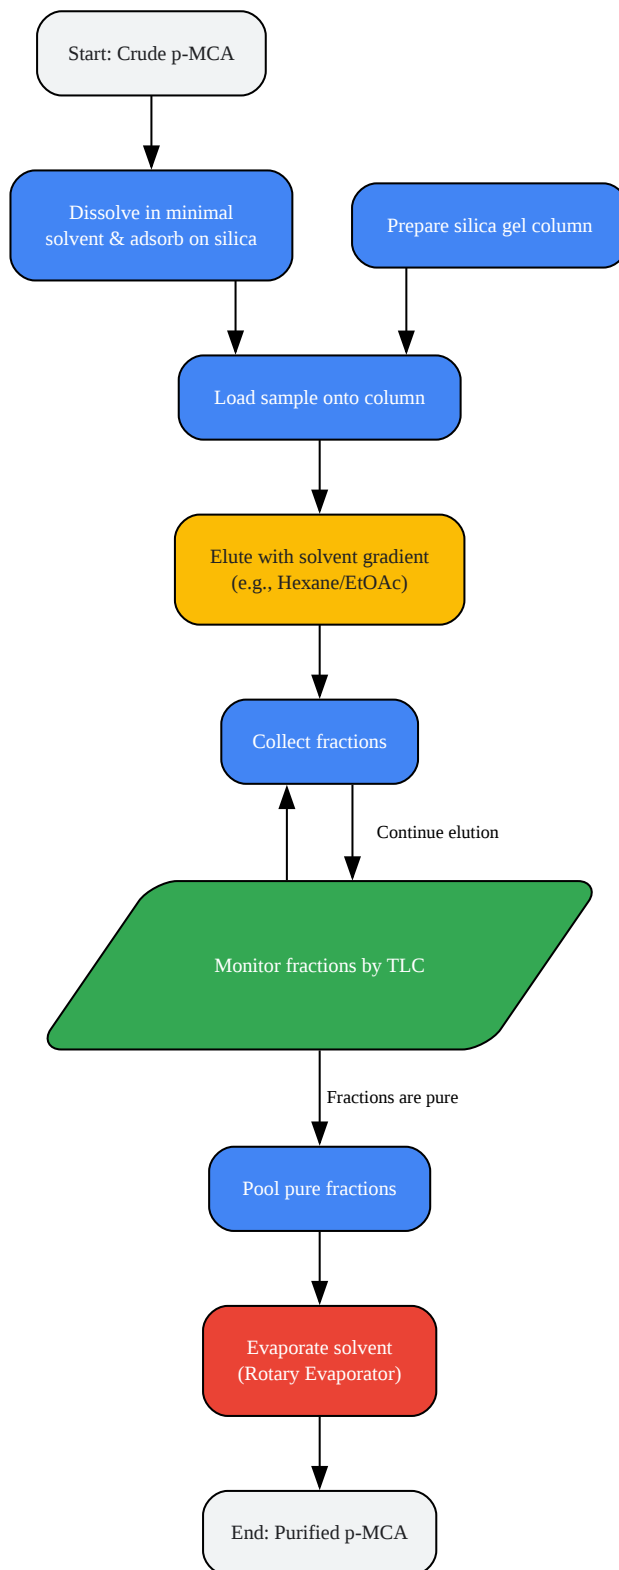 Start: Crude p-MCA
Dissolve in minimal
solvent & adsorb on silica
Prepare silica gel column
Load sample onto column
Elute with solvent gradient
(e.g., Hexane/EtOAc)
Collect fractions
Continue elution
Monitor fractions by TLC
Fractions are pure
Pool pure fractions
Evaporate solvent
(Rotary Evaporator)
End: Purified p-MCA